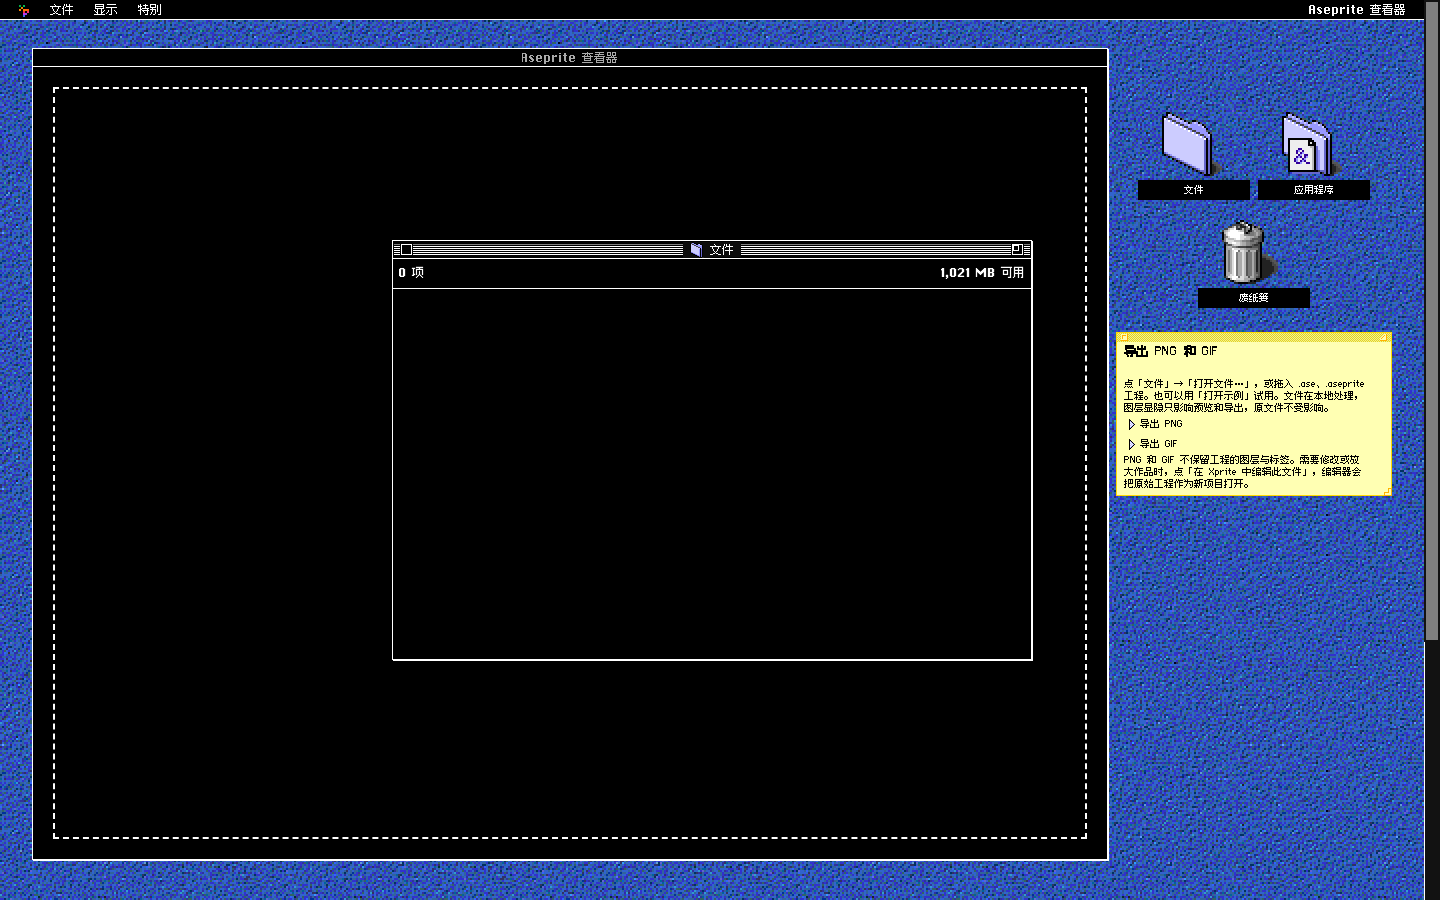 文件 显示 特别 Aseprite 查看器
Aseprite 查看器
文件 应用程序
文件
0 项 1,021 MB 可用
废纸篓
导出 PNG 和 GIF
点「文件」→「打开文件…」，或拖入 .ase、.aseprite
工程。也可以用「打开示例」试用。文件在本地处理，
图层显隐只影响预览和导出，原文件不受影响。
导出 PNG
导出 GIF
PNG 和 GIF 不保留工程的图层与标签。需要修改或放
大作品时，点「在 Xprite 中编辑此文件」，编辑器会
把原始工程作为新项目打开。